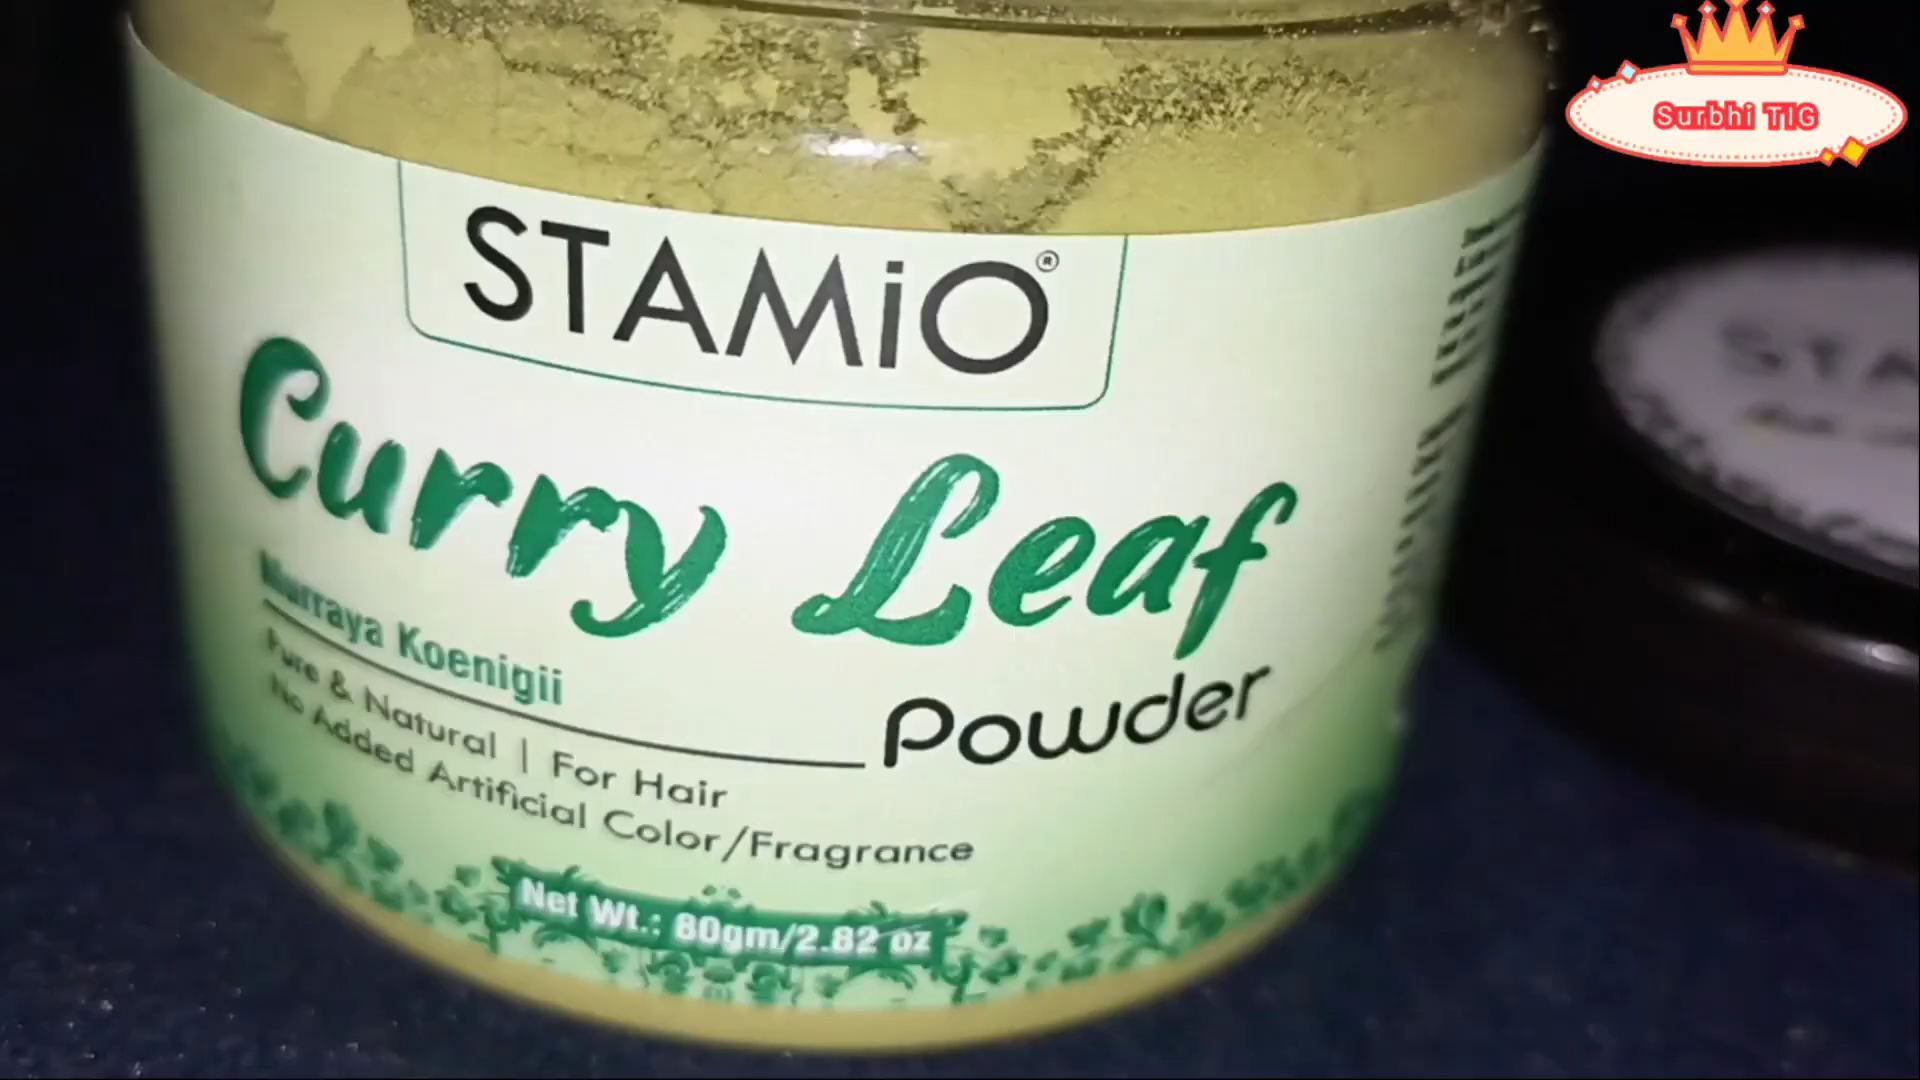 Surbhi TIG
STAMiO®
Curry Leaf
Powder
Murraya Koenigii
Pure & Natural | For Hair
No Added Artificial Color/Fragrance
Net Wt.: 80gm/2.82 oz
STA